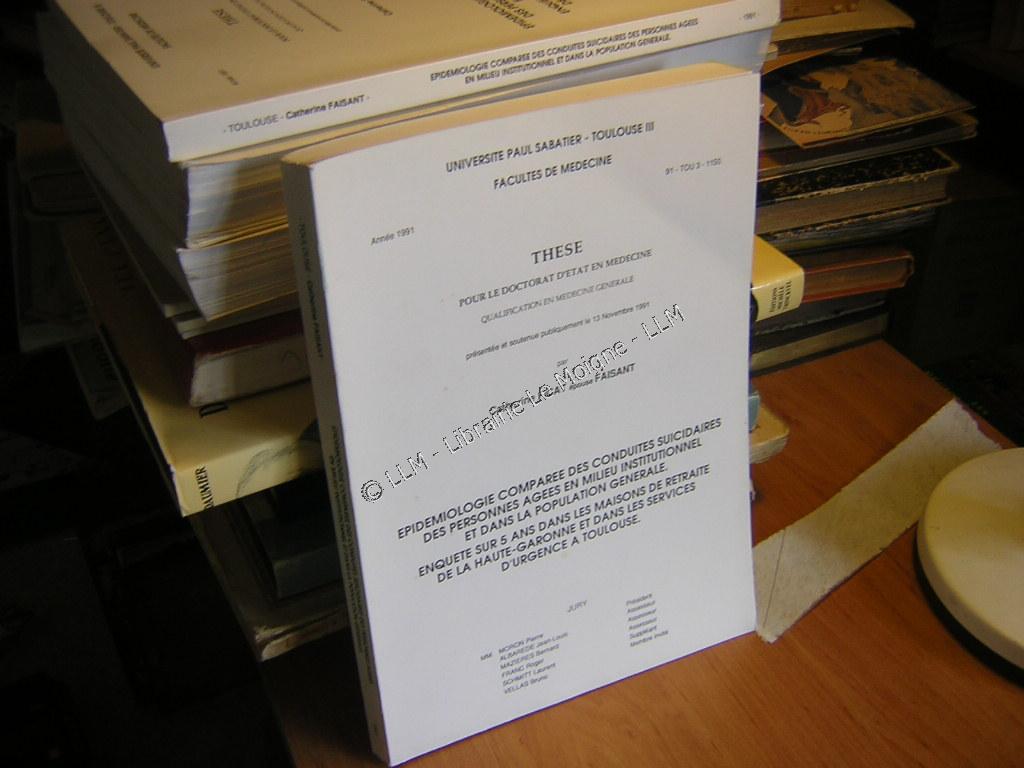 - TOULOUSE - Catherine FAISANT -
EPIDEMIOLOGIE COMPAREE DES CONDUITES SUICIDAIRES DES PERSONNES AGEES
EN MILIEU INSTITUTIONNEL ET DANS LA POPULATION GENERALE.
- 1991 -
THESE
UNIVERSITE PAUL SABATIER - TOULOUSE III
FACULTES DE MEDECINE
91 - TOU 3 - 1150
Année 1991
THESE
POUR LE DOCTORAT D'ETAT EN MEDECINE
QUALIFICATION EN MEDECINE GENERALE
présentée et soutenue publiquement le 13 Novembre 1991
par
Catherine épouse FAISANT
© LLM - Librairie Le Moigne - LLM
EPIDEMIOLOGIE COMPAREE DES CONDUITES SUICIDAIRES
DES PERSONNES AGEES EN MILIEU INSTITUTIONNEL
ET DANS LA POPULATION GENERALE.
ENQUETE SUR 5 ANS DANS LES MAISONS DE RETRAITE
DE LA HAUTE-GARONNE ET DANS LES SERVICES
D'URGENCE A TOULOUSE.
JURY
MM. MORON Pierre Président
ALBAREDE Jean-Louis Assesseur
MAZIERES Bernard Assesseur
FRANC Roger Assesseur
SCHMITT Laurent Suppléant
VELLAS Bruno Membre Invité
DAUMIER